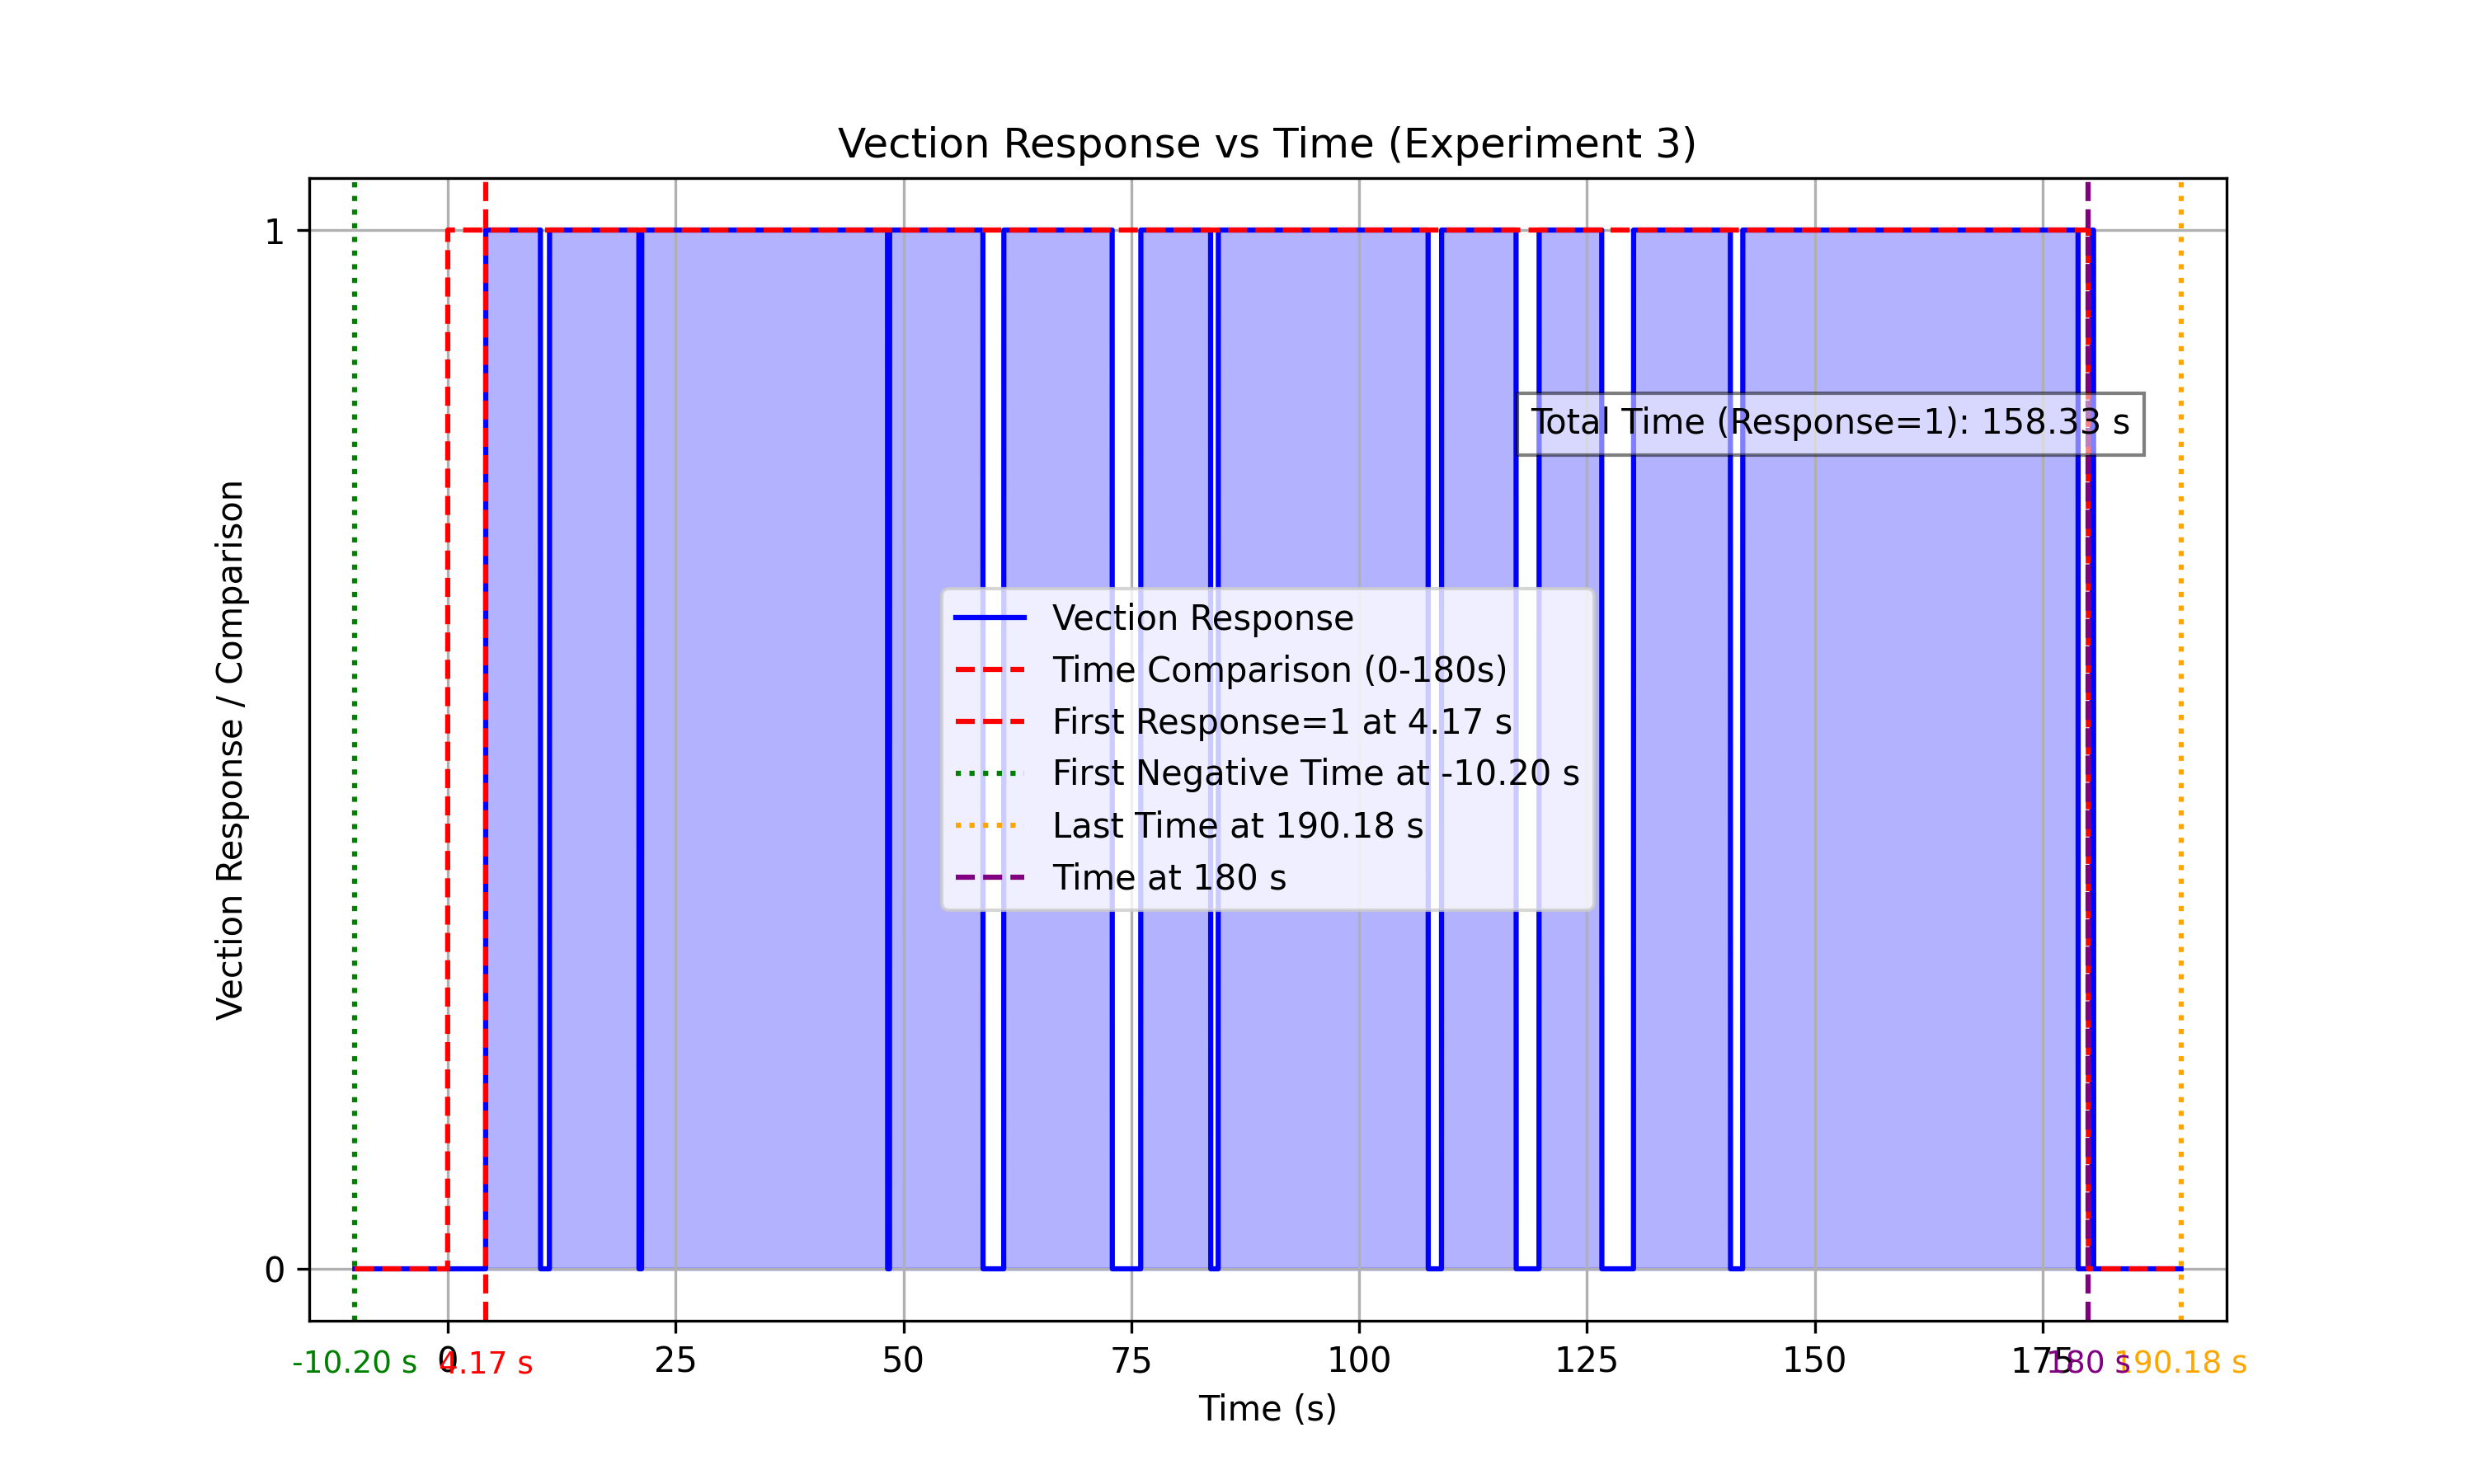 Vection Response vs Time (Experiment 3)
Vection Response / Comparison
1
0
Total Time (Response=1): 158.33 s
Vection Response
Time Comparison (0-180s)
First Response=1 at 4.17 s
First Negative Time at -10.20 s
Last Time at 190.18 s
Time at 180 s
-10.20 s 0 4.17 s 25 50 75 100 125 150 175 180 s 190.18 s
Time (s)